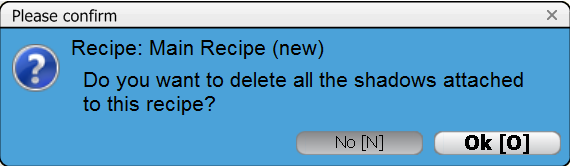 Please confirm
Recipe: Main Recipe (new)
Do you want to delete all the shadows attached
to this recipe?
No [N]
Ok [O]